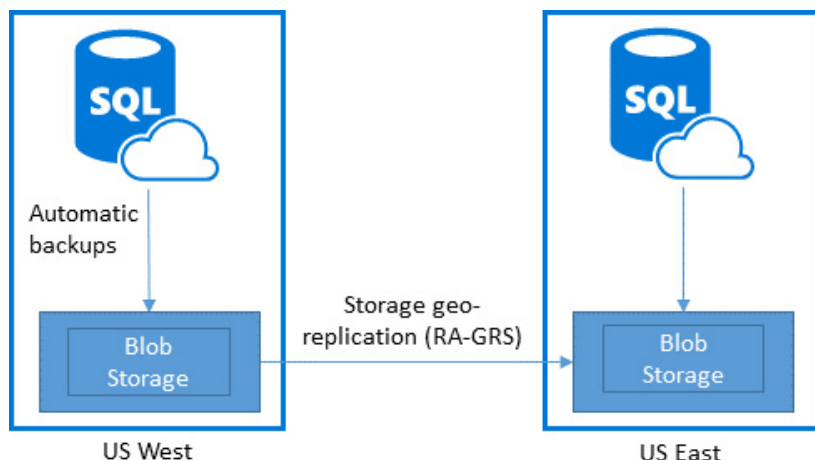 SQL
SQL
Automatic
backups
Storage geo-
replication (RA-GRS)
Blob
Storage
Blob
Storage
US West
US East